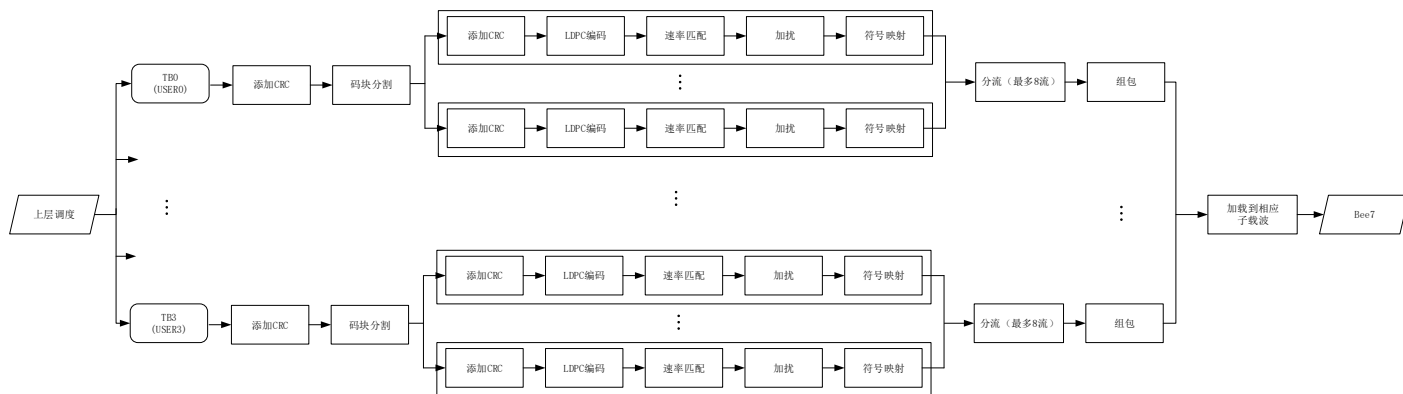 添加CRC
LDPC编码
速率匹配
加扰
符号映射
TB0
(USER0)
添加CRC
码块分割
分流（最多8流）
组包
添加CRC
LDPC编码
速率匹配
加扰
符号映射
上层调度
加载到相应
子载波
Bee7
添加CRC
LDPC编码
速率匹配
加扰
符号映射
TB3
(USER3)
添加CRC
码块分割
分流（最多8流）
组包
添加CRC
LDPC编码
速率匹配
加扰
符号映射